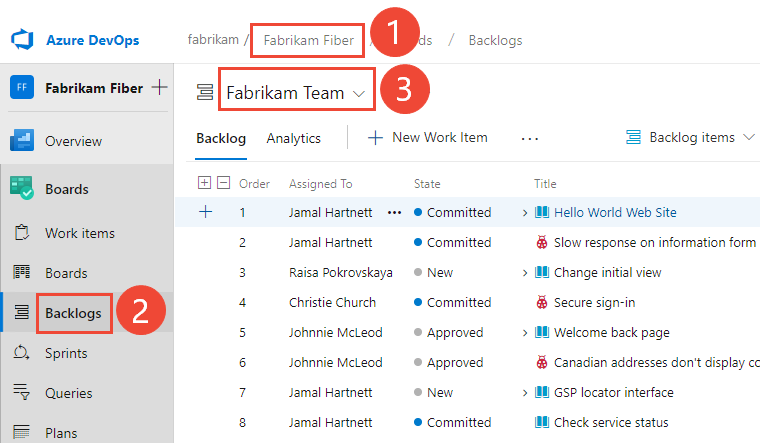 Azure DevOps fabrikam / Fabrikam Fiber / ds / Backlogs 1
FF Fabrikam Fiber
Fabrikam Team 3
Overview
Backlog Analytics New Work Item ... Backlog items
Boards
Order Assigned To State Title
1 Jamal Hartnett ... Committed Hello World Web Site
Work items
2 Jamal Hartnett Committed Slow response on information form
Boards
3 Raisa Pokrovskaya New Change initial view
Backlogs 2
4 Christie Church Committed Secure sign-in
5 Johnnie McLeod Approved Welcome back page
Sprints
6 Johnnie McLeod Approved Canadian addresses don't display co
Queries
7 Jamal Hartnett New GSP locator interface
8 Jamal Hartnett Committed Check service status
Plans